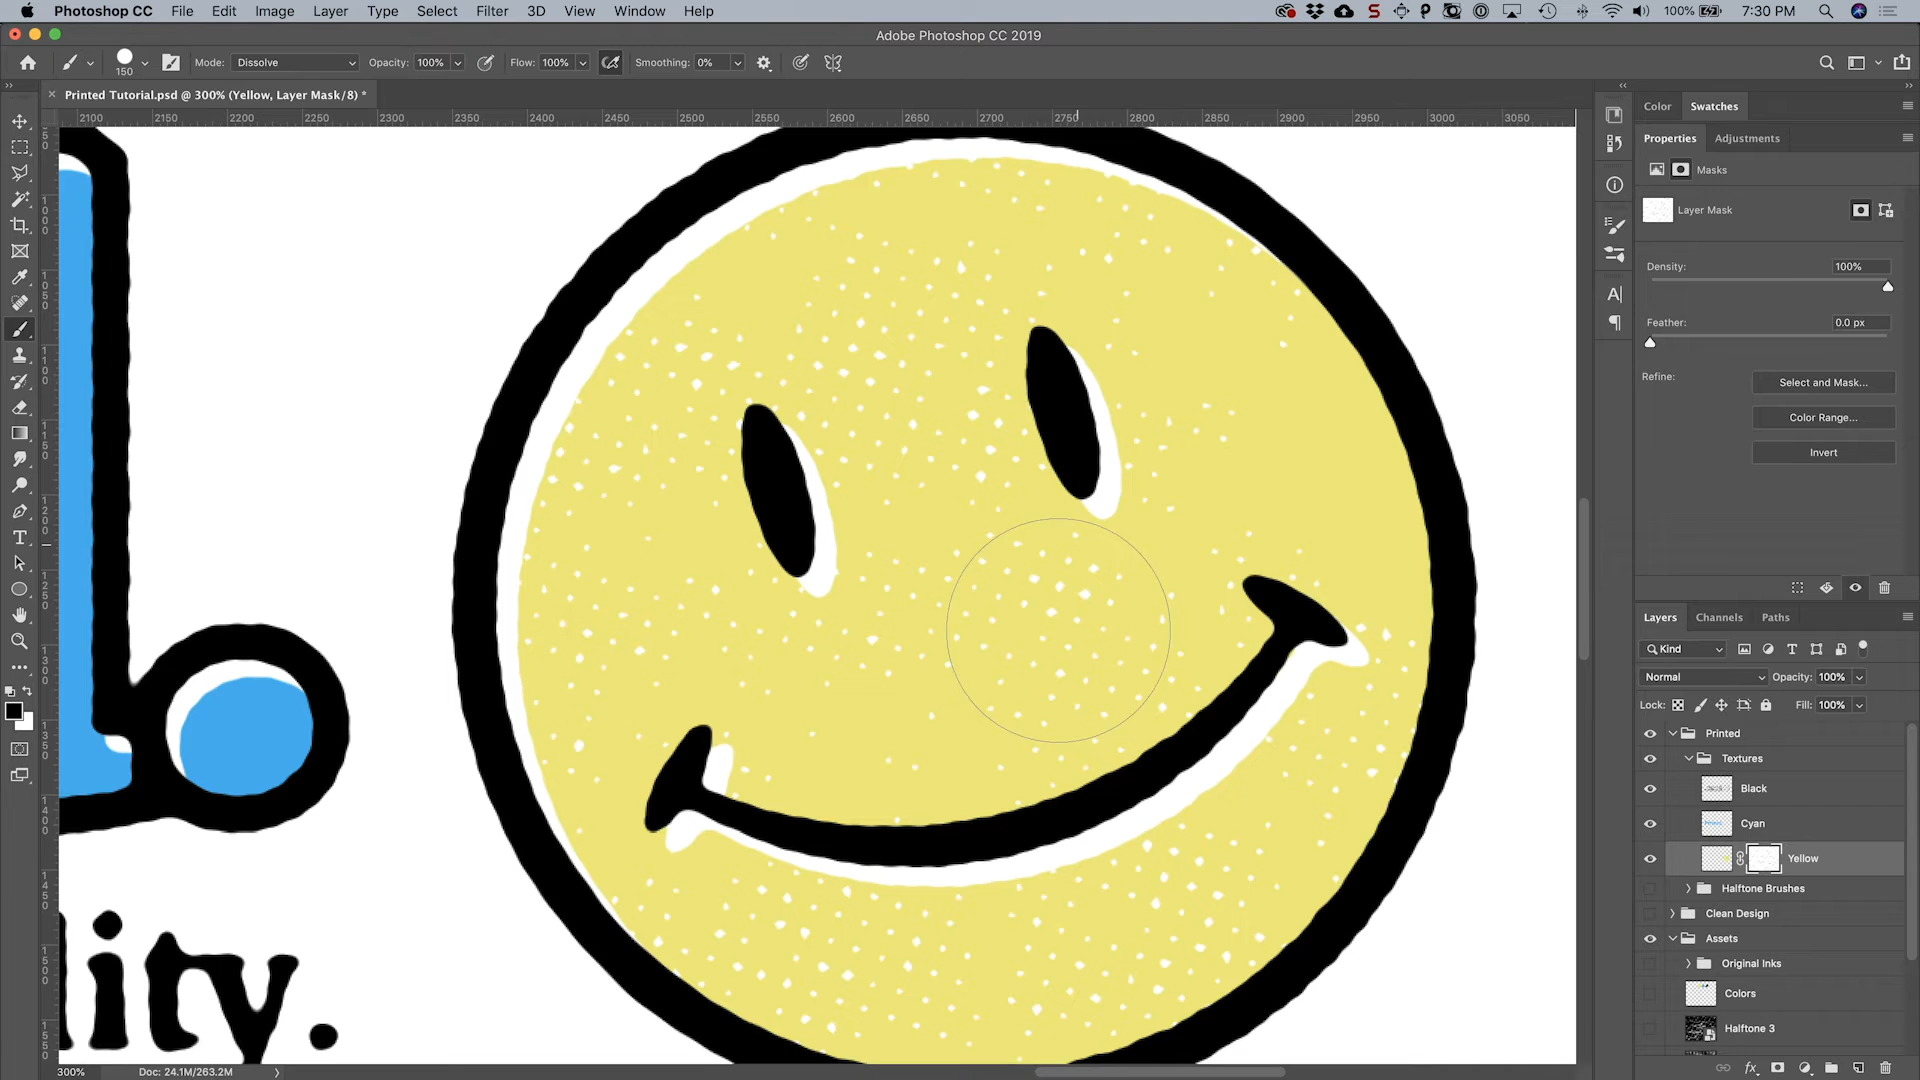 Photoshop CC File Edit Image Layer Type Select Filter 3D View Window Help 100% 7:30 PM
Adobe Photoshop CC 2019
150 Mode: Dissolve Opacity: 100% Flow: 100% Smoothing: 0%
Printed Tutorial.psd @ 300% (Yellow, Layer Mask/8) *
2100 2150 2200 2250 2300 2350 2400 2450 2500 2550 2600 2650 2700 2750 2800 2850 2900 2950 3000 3050
Color Swatches
Properties Adjustments
Masks
Layer Mask
Density: 100%
Feather: 0.0 px
Refine: Select and Mask...
Color Range...
Invert
Layers Channels Paths
Kind
Normal Opacity: 100%
Lock: Fill: 100%
Printed
Textures
Black
Cyan
Yellow
Halftone Brushes
Clean Design
Assets
Original Inks
Colors
Halftone 3
lity.
300% Doc: 24.1M/263.2M